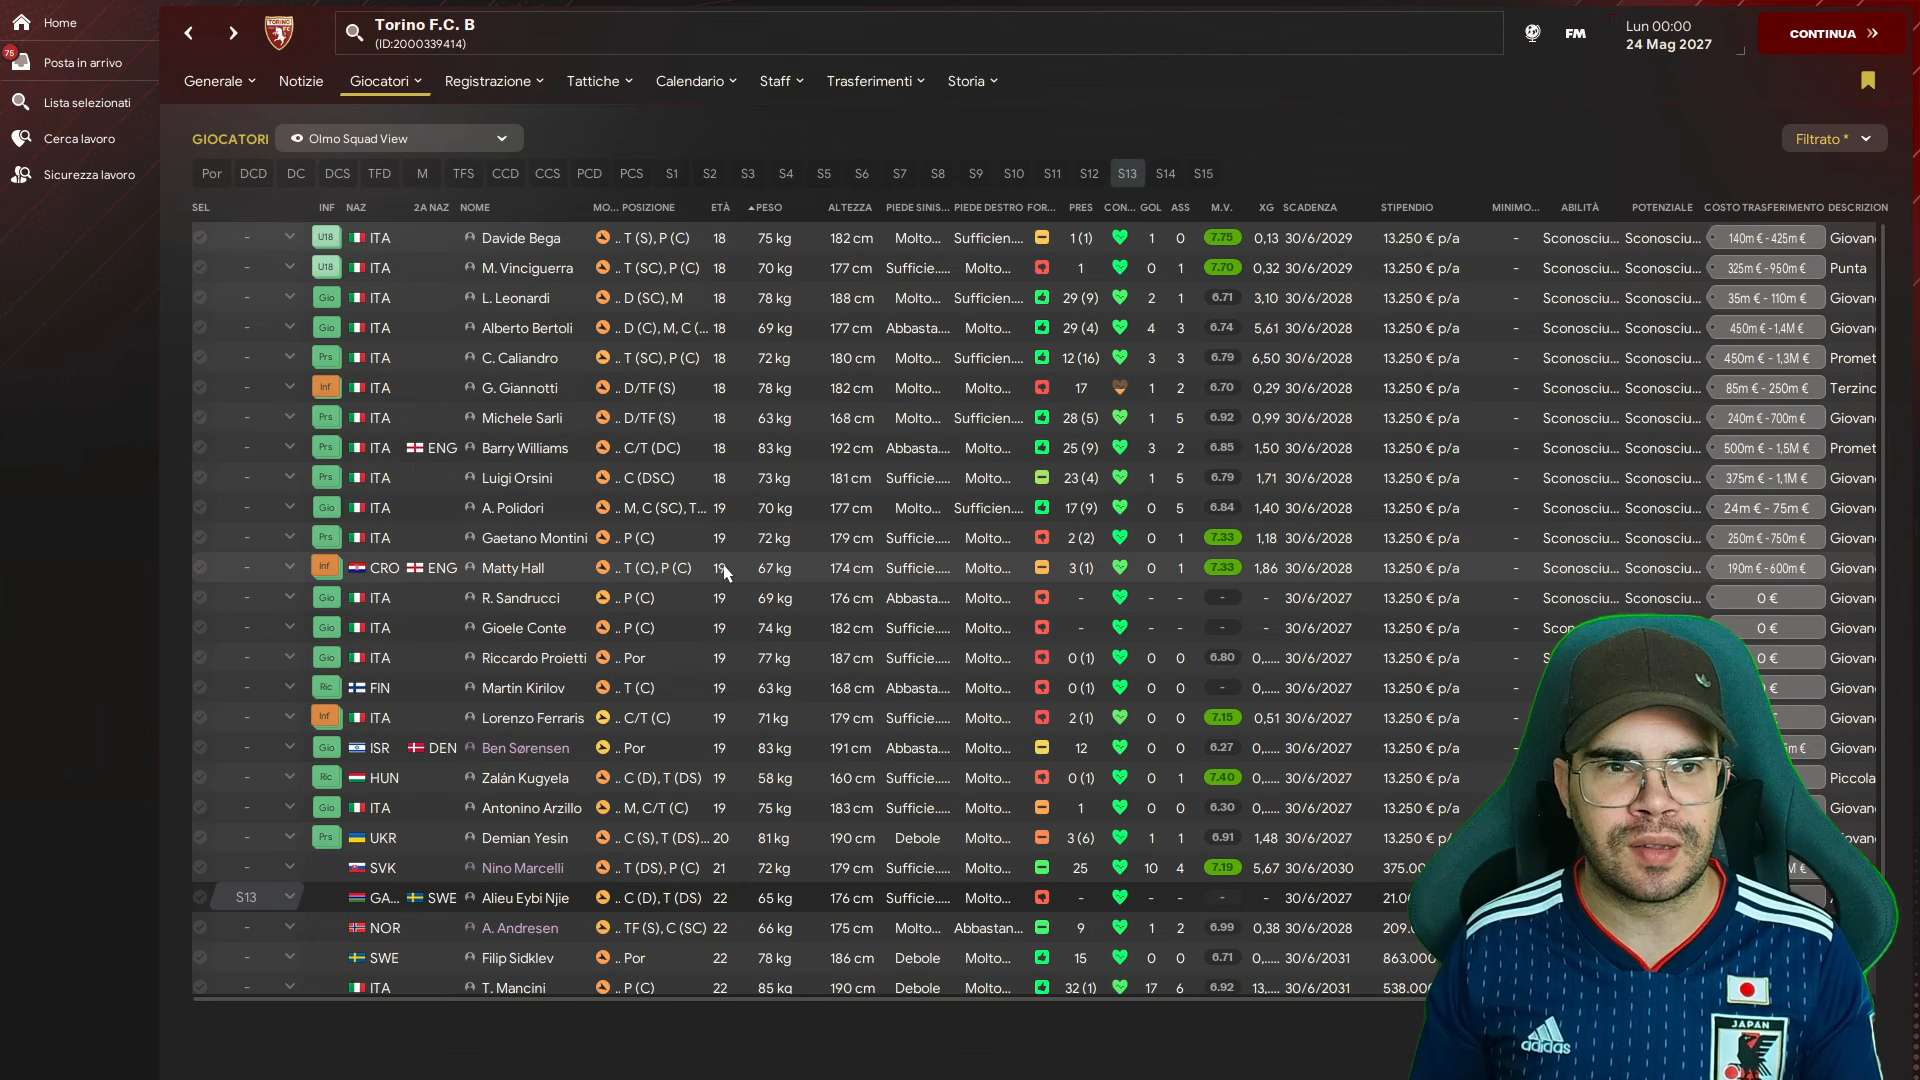 Home
Torino F.C. B
(ID:2000339414)
FM
Lun 00:00
24 Mag 2027
CONTINUA
75
Posta in arrivo
Lista selezionati
Cerca lavoro
Sicurezza lavoro
Generale Notizie Giocatori Registrazione Tattiche Calendario Staff Trasferimenti Storia
GIOCATORI Olmo Squad View Filtrato *
Por DCD DC DCS TFD M TFS CCD CCS PCD PCS S1 S2 S3 S4 S5 S6 S7 S8 S9 S10 S11 S12 S13 S14 S15
SEL INF NAZ 2A NAZ NOME MO... POSIZIONE ETÀ PESO ALTEZZA PIEDE SINIS... PIEDE DESTRO FOR... PRES CON... GOL ASS M.V. XG SCADENZA STIPENDIO MINIMO... ABILITÀ POTENZIALE COSTO TRASFERIMENTO DESCRIZION
- U18 ITA Davide Bega .. T (S), P (C) 18 75 kg 182 cm Molto... Sufficien.... 1 (1) 1 0 7.75 0,13 30/6/2029 13.250 € p/a - Sconosciu... Sconosciu... 140m € - 425m € Giovan
- U18 ITA M. Vinciguerra .. T (SC), P (C) 18 70 kg 177 cm Sufficie.... Molto... 1 0 1 7.70 0,32 30/6/2029 13.250 € p/a - Sconosciu... Sconosciu... 325m € - 950m € Punta
- Gio ITA L. Leonardi .. D (SC), M 18 78 kg 188 cm Molto... Sufficien.... 29 (9) 2 1 6.71 3,10 30/6/2028 13.250 € p/a - Sconosciu... Sconosciu... 35m € - 110m € Giovan
- Gio ITA Alberto Bertoli .. D (C), M, C (... 18 69 kg 177 cm Abbasta.... Molto... 29 (4) 4 3 6.74 5,61 30/6/2028 13.250 € p/a - Sconosciu... Sconosciu... 450m € - 1,4M € Giovan
- Prs ITA C. Caliandro .. T (SC), P (C) 18 72 kg 180 cm Molto... Sufficien.... 12 (16) 3 3 6.79 6,50 30/6/2028 13.250 € p/a - Sconosciu... Sconosciu... 450m € - 1,3M € Promet
- Inf ITA G. Giannotti .. D/TF (S) 18 78 kg 182 cm Molto... Molto... 17 1 2 6.70 0,29 30/6/2028 13.250 € p/a - Sconosciu... Sconosciu... 85m € - 250m € Terzino
- Prs ITA Michele Sarli .. D/TF (S) 18 63 kg 168 cm Molto... Sufficien.... 28 (5) 1 5 6.92 0,99 30/6/2028 13.250 € p/a - Sconosciu... Sconosciu... 240m € - 700m € Giovan
- Prs ITA ENG Barry Williams .. C/T (DC) 18 83 kg 192 cm Abbasta.... Molto... 25 (9) 3 2 6.85 1,50 30/6/2028 13.250 € p/a - Sconosciu... Sconosciu... 500m € - 1,5M € Promet
- Prs ITA Luigi Orsini .. C (DSC) 18 73 kg 181 cm Sufficie.... Molto... 23 (4) 1 5 6.79 1,71 30/6/2028 13.250 € p/a - Sconosciu... Sconosciu... 375m € - 1,1M € Giovan
- Gio ITA A. Polidori .. M, C (SC), T... 19 70 kg 177 cm Molto... Sufficien.... 17 (9) 0 5 6.84 1,40 30/6/2028 13.250 € p/a - Sconosciu... Sconosciu... 24m € - 75m € Giovan
- Prs ITA Gaetano Montini .. P (C) 19 72 kg 179 cm Sufficie.... Molto... 2 (2) 0 1 7.33 1,18 30/6/2028 13.250 € p/a - Sconosciu... Sconosciu... 250m € - 750m € Giovan
- Inf CRO ENG Matty Hall .. T (C), P (C) 19 67 kg 174 cm Sufficie.... Molto... 3 (1) 0 1 7.33 1,86 30/6/2028 13.250 € p/a - Sconosciu... Sconosciu... 190m € - 600m € Giovan
- Gio ITA R. Sandrucci .. P (C) 19 69 kg 176 cm Abbasta.... Molto... - - - - - 30/6/2027 13.250 € p/a - Sconosciu... Sconosciu... 0 € Giovan
- Gio ITA Gioele Conte .. P (C) 19 74 kg 182 cm Sufficie.... Molto... - - - - - 30/6/2027 13.250 € p/a - 0 € Giovan
- Gio ITA Riccardo Proietti .. Por 19 77 kg 187 cm Sufficie.... Molto... 0 (1) 0 0 6.80 0,..... 30/6/2027 13.250 € p/a - € Giovan
- Ric FIN Martin Kirilov .. T (C) 19 63 kg 168 cm Abbasta.... Molto... 0 (1) 0 0 - 0,..... 30/6/2027 13.250 € p/a - € Giovan
- Inf ITA Lorenzo Ferraris .. C/T (C) 19 71 kg 179 cm Sufficie.... Molto... 2 (1) 0 0 7.15 0,51 30/6/2027 13.250 € p/a - Giovan
- Gio ISR DEN Ben Sørensen .. Por 19 83 kg 191 cm Abbasta.... Molto... 12 0 0 6.27 0,..... 30/6/2027 13.250 € p/a - m € Giovan
- Ric HUN Zalán Kugyela .. C (D), T (DS) 19 58 kg 160 cm Sufficie.... Molto... 0 (1) 0 1 7.40 0,..... 30/6/2027 13.250 € p/a - Piccola
- Gio ITA Antonino Arzillo .. M, C/T (C) 19 75 kg 183 cm Sufficie.... Molto... 1 0 0 6.30 0,..... 30/6/2027 13.250 € p/a - Giovan
- Prs UKR Demian Yesin .. C (S), T (DS)... 20 81 kg 190 cm Debole Molto... 3 (6) 1 1 6.91 1,48 30/6/2027 13.250 € p/a
- SVK Nino Marcelli .. T (DS), P (C) 21 72 kg 179 cm Sufficie.... Molto... 25 10 4 7.19 5,67 30/6/2030 375.00 M €
S13 GA... SWE Alieu Eybi Njie .. C (D), T (DS) 22 65 kg 176 cm Sufficie.... Molto... - - - - - 30/6/2028 21.00
- NOR A. Andresen .. TF (S), C (SC) 22 66 kg 175 cm Molto... Abbastan... 9 1 2 6.99 0,38 30/6/2028 209.0
- SWE Filip Sidklev .. Por 22 78 kg 186 cm Debole Molto... 15 0 0 6.71 0,..... 30/6/2031 863.000
- ITA T. Mancini .. P (C) 22 85 kg 190 cm Debole Molto... 32 (1) 17 6 6.92 13,.... 30/6/2031 538.000
adidas
JAPAN